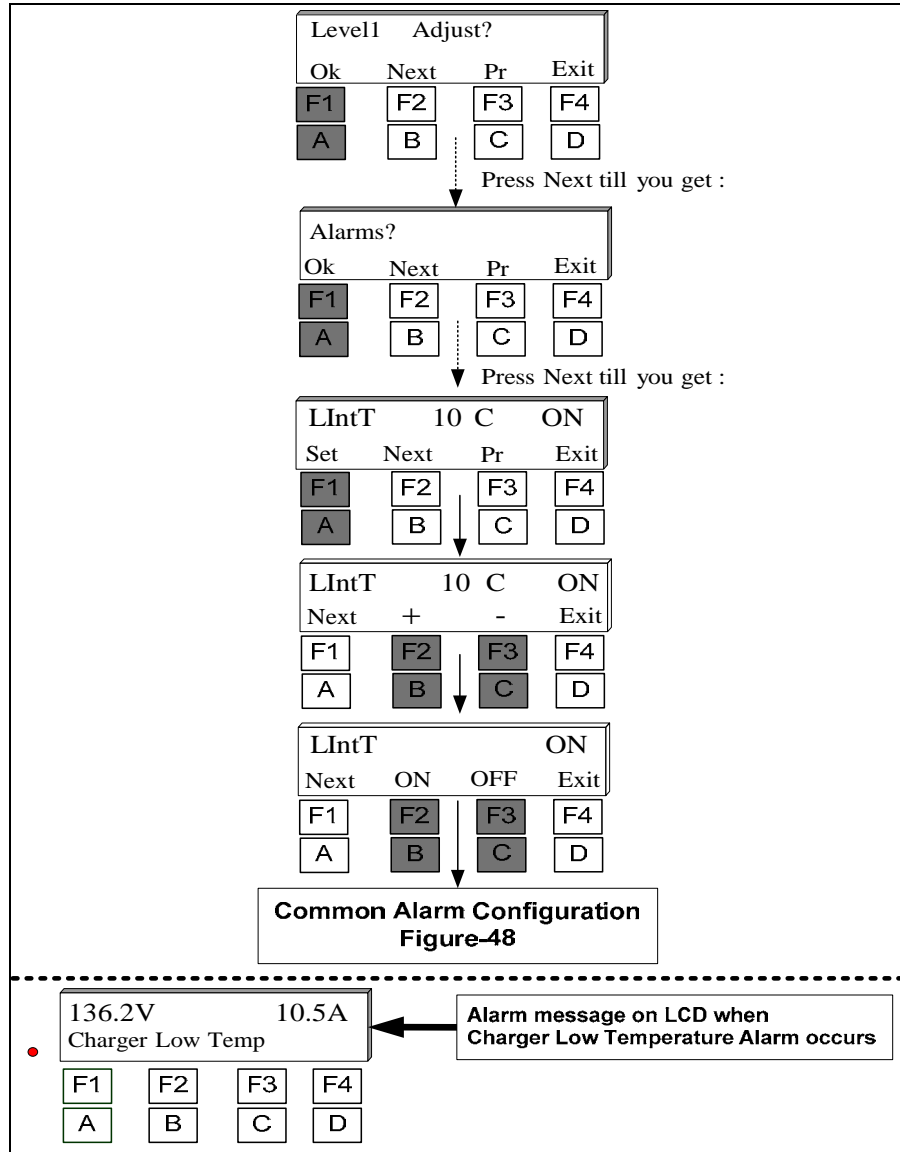 Level1 Adjust?
Ok Next Pr Exit
F1 F2 F3 F4
A B C D
Press Next till you get :
Alarms?
Ok Next Pr Exit
F1 F2 F3 F4
A B C D
Press Next till you get :
LIntT 10 C ON
Set Next Pr Exit
F1 F2 F3 F4
A B C D
LIntT 10 C ON
Next + - Exit
F1 F2 F3 F4
A B C D
LIntT ON
Next ON OFF Exit
F1 F2 F3 F4
A B C D
Common Alarm Configuration
Figure-48
136.2V 10.5A
Charger Low Temp
Alarm message on LCD when
Charger Low Temperature Alarm occurs
F1 F2 F3 F4
A B C D